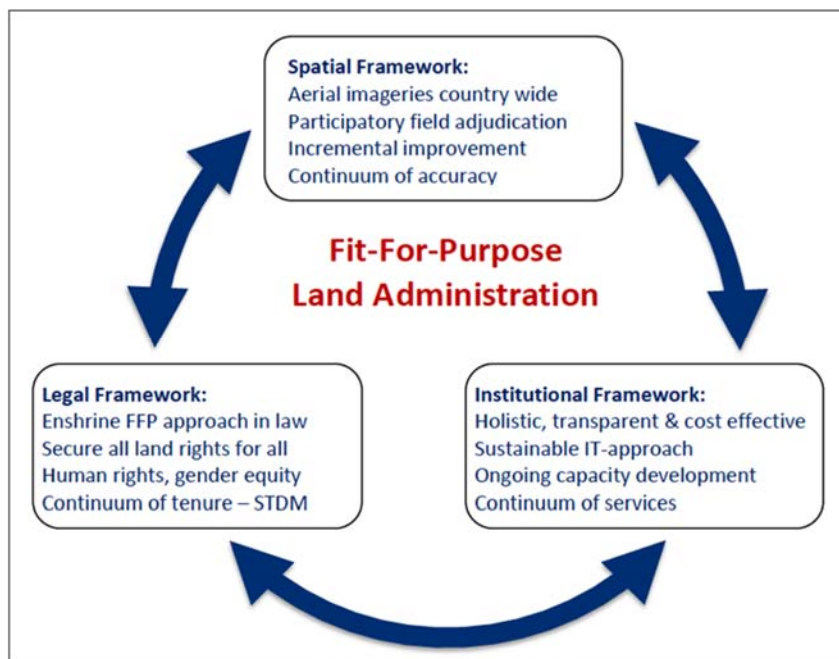 Spatial Framework:
Aerial imageries country wide
Participatory field adjudication
Incremental improvement
Continuum of accuracy
Fit-For-Purpose
Land Administration
Legal Framework:
Enshrine FFP approach in law
Secure all land rights for all
Human rights, gender equity
Continuum of tenure – STDM
Institutional Framework:
Holistic, transparent & cost effective
Sustainable IT-approach
Ongoing capacity development
Continuum of services